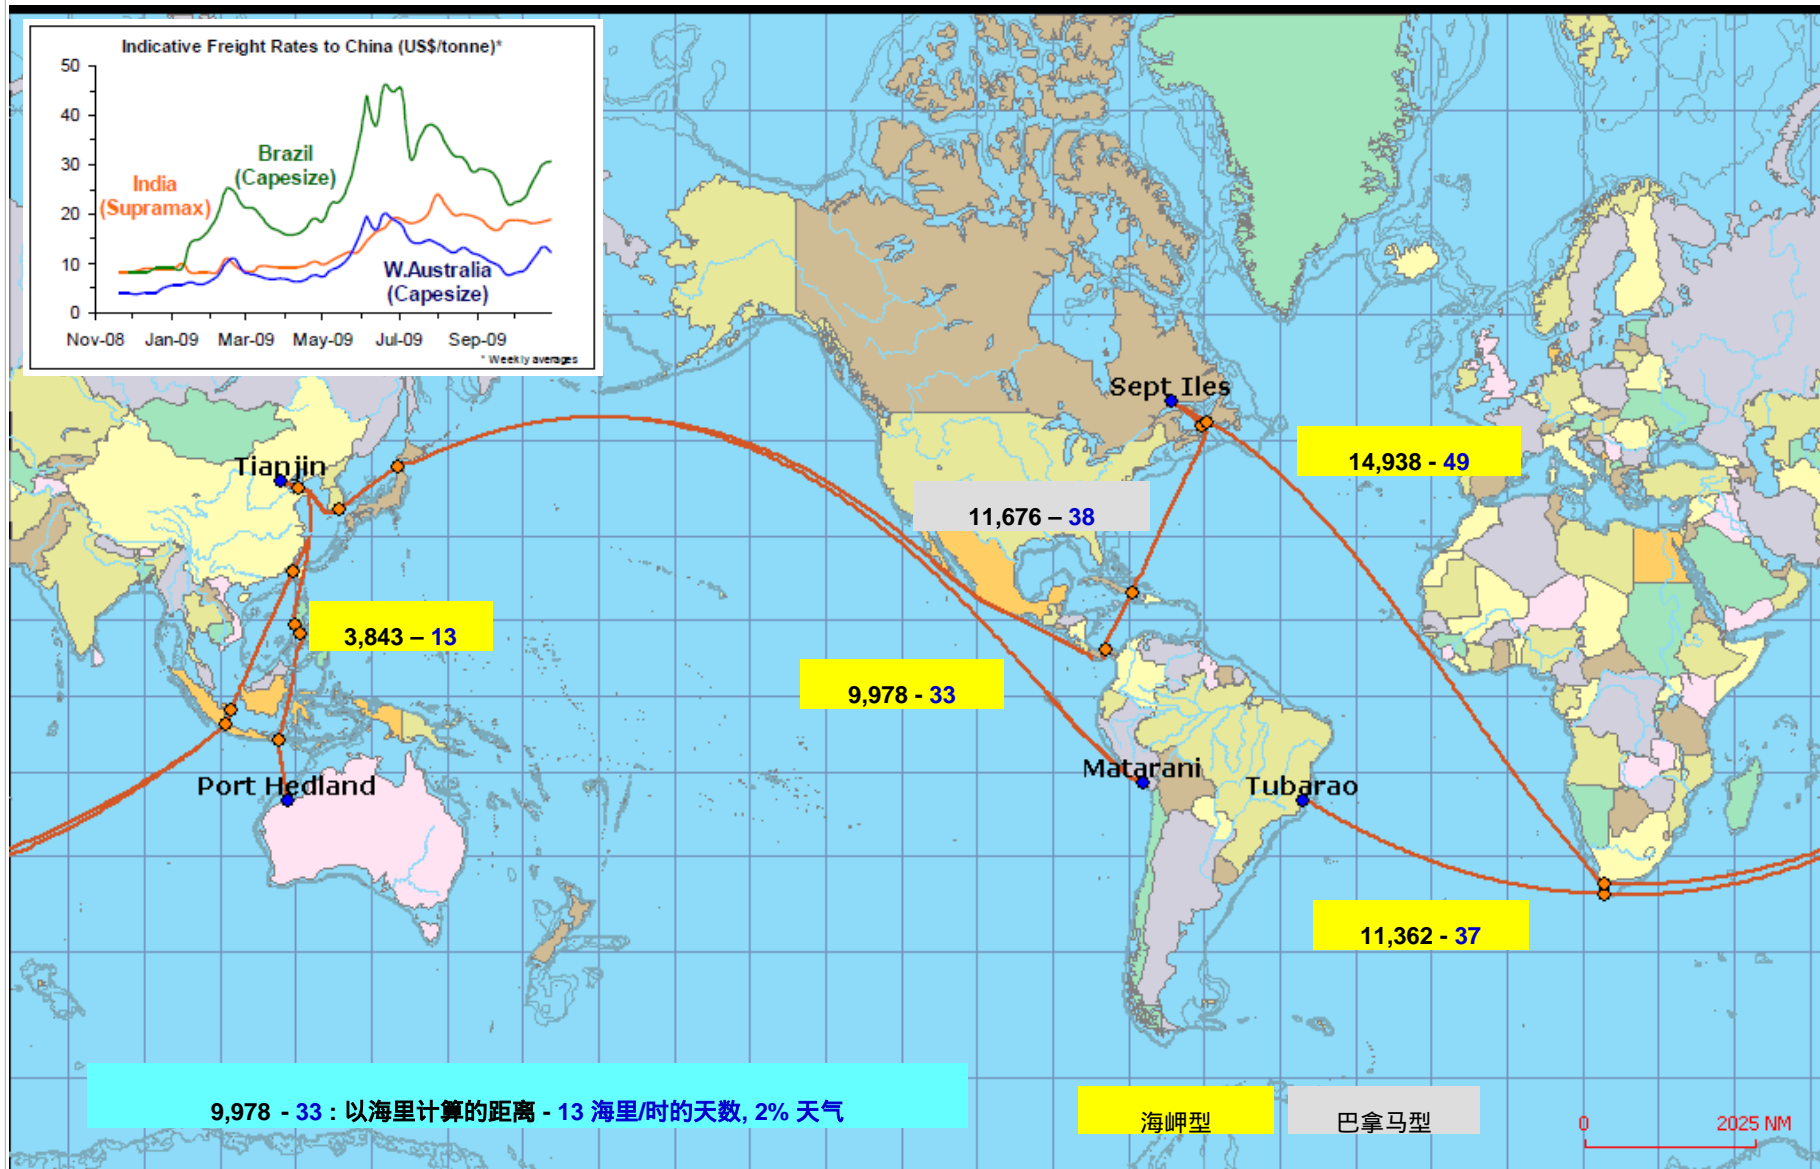 Indicative Freight Rates to China (US$/tonne)*
50
40
30
20
10
0
Brazil
(Capesize)
India
(Supramax)
W.Australia
(Capesize)
Nov-08 Jan-09 Mar-09 May-09 Jul-09 Sep-09
* Weekly averages
Sept Iles
Tianjin
14,938 - 49
11,676 – 38
3,843 – 13
9,978 - 33
Matarani
Port Hedland
Tubarao
11,362 - 37
9,978 - 33 : 以海里计算的距离 - 13 海里/时的天数, 2% 天气
海岬型
巴拿马型
0 2025 NM